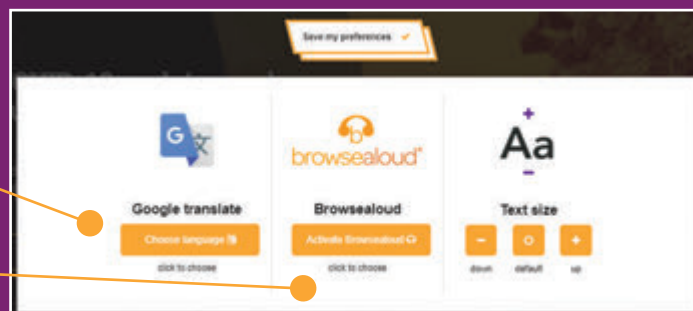 Save my preferences
G 文
browsealoud
Aa
Google translate
Choose language
click to choose
Browsealoud
Activate Browsealoud
click to choose
Text size
−
O
+
down
default
up